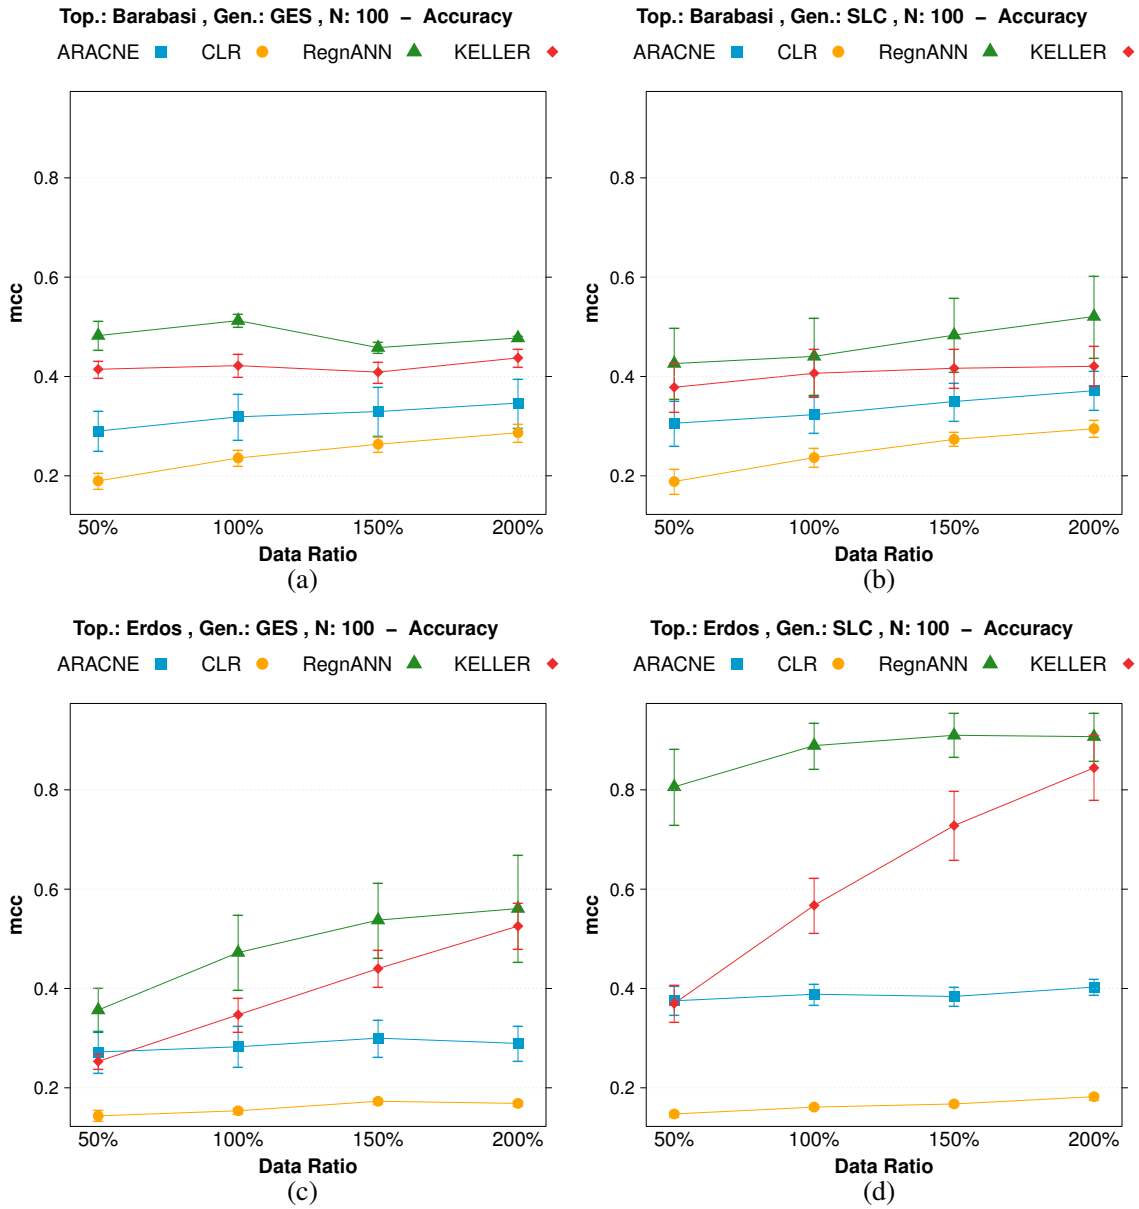 Top.: Barabasi , Gen.: GES , N: 100 − Accuracy
ARACNE CLR RegnANN KELLER
0.8
0.6
0.4
0.2
mcc
50% 100% 150% 200%
Data Ratio
(a)
Top.: Barabasi , Gen.: SLC , N: 100 − Accuracy
ARACNE CLR RegnANN KELLER
0.8
0.6
0.4
0.2
mcc
50% 100% 150% 200%
Data Ratio
(b)
Top.: Erdos , Gen.: GES , N: 100 − Accuracy
ARACNE CLR RegnANN KELLER
0.8
0.6
0.4
0.2
mcc
50% 100% 150% 200%
Data Ratio
(c)
Top.: Erdos , Gen.: SLC , N: 100 − Accuracy
ARACNE CLR RegnANN KELLER
0.8
0.6
0.4
0.2
mcc
50% 100% 150% 200%
Data Ratio
(d)